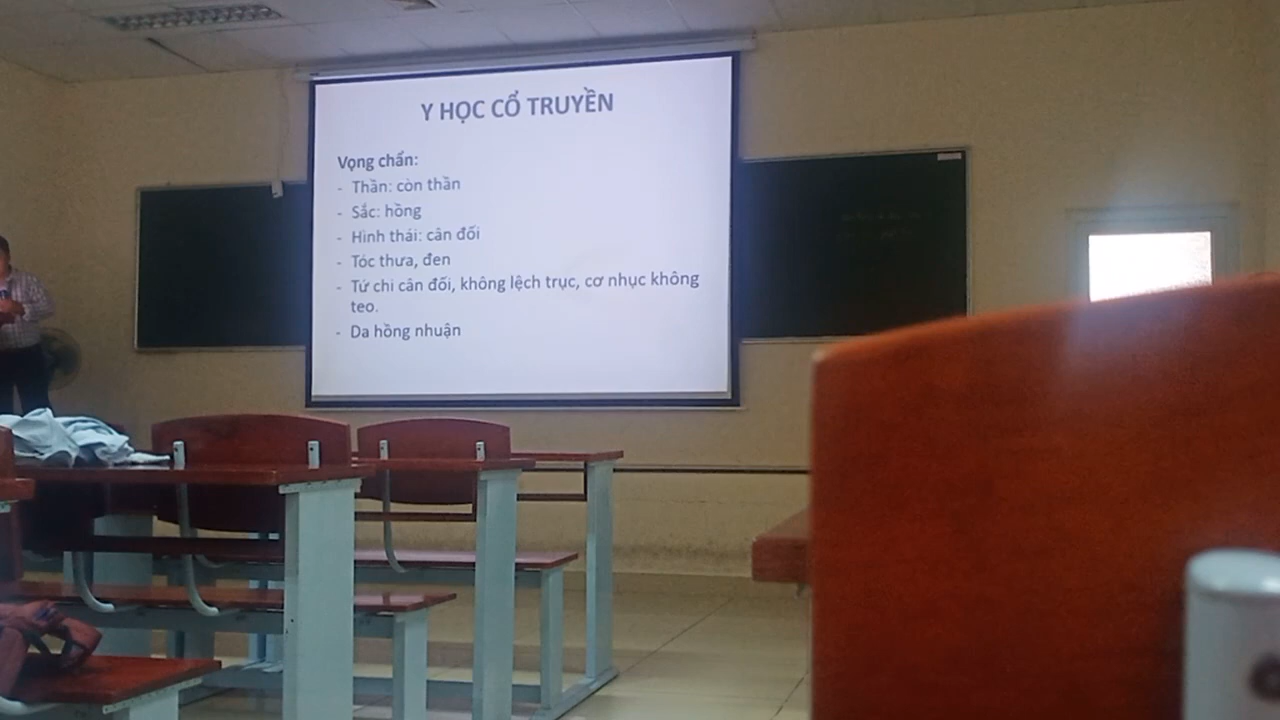 Y HỌC CỔ TRUYỀN
Vọng chẩn:
- Thần: còn thần
- Sắc: hồng
- Hình thái: cân đối
- Tóc thưa, đen
- Tứ chi cân đối, không lệch trục, cơ nhục không
teo.
- Da hồng nhuận